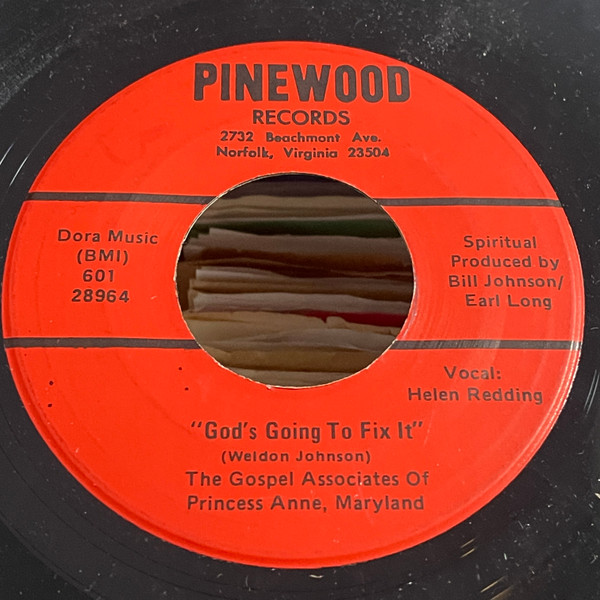 PINEWOOD
RECORDS
2732 Beachmont Ave.
Norfolk, Virginia 23504
Dora Music
(BMI)
601
28964
Spiritual
Produced by
Bill Johnson/
Earl Long
Vocal:
Helen Redding
"God's Going To Fix It"
(Weldon Johnson)
The Gospel Associates Of
Princess Anne, Maryland